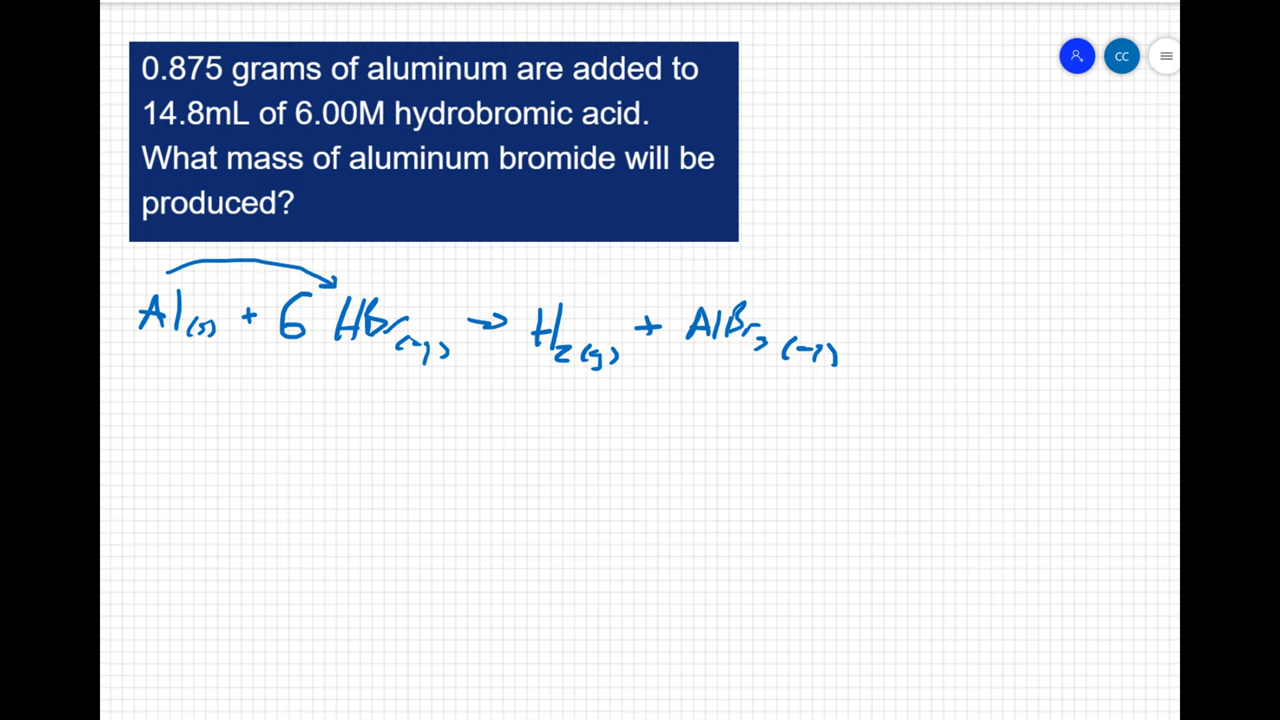 0.875 grams of aluminum are added to
14.8mL of 6.00M hydrobromic acid.
What mass of aluminum bromide will be
produced?
CC
Al(s) + 6 HBr(aq) → H2(g) + AlBr3 (aq)